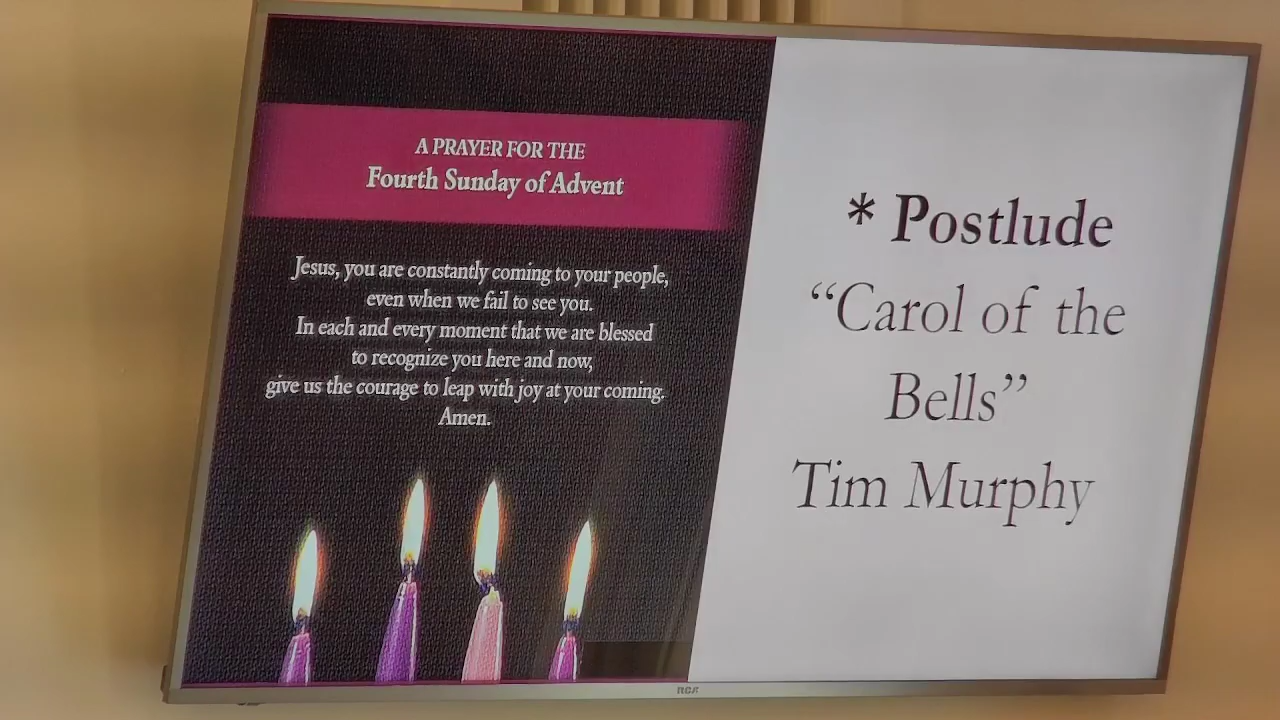 A PRAYER FOR THE
Fourth Sunday of Advent
Jesus, you are constantly coming to your people,
even when we fail to see you.
In each and every moment that we are blessed
to recognize you here and now,
give us the courage to leap with joy at your coming.
Amen.
* Postlude
“Carol of the
Bells”
Tim Murphy
RCA